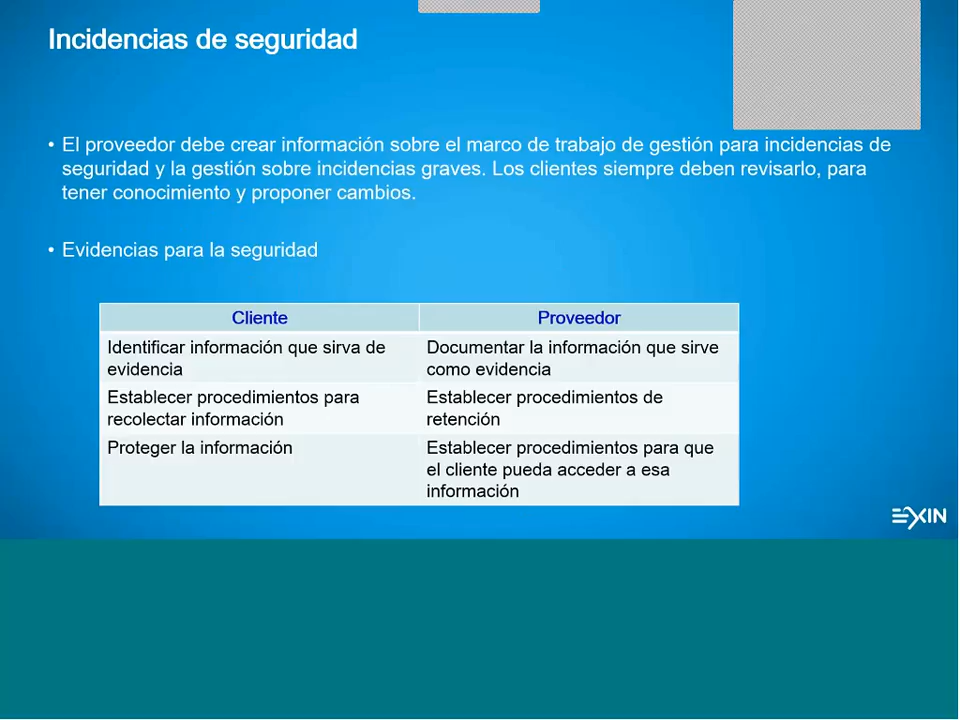 Incidencias de seguridad
• El proveedor debe crear información sobre el marco de trabajo de gestión para incidencias de
seguridad y la gestión sobre incidencias graves. Los clientes siempre deben revisarlo, para
tener conocimiento y proponer cambios.
• Evidencias para la seguridad
Cliente Proveedor
Identificar información que sirva de
evidencia
Documentar la información que sirve
como evidencia
Establecer procedimientos para
recolectar información
Establecer procedimientos de
retención
Proteger la información
Establecer procedimientos para que
el cliente pueda acceder a esa
información
EXIN